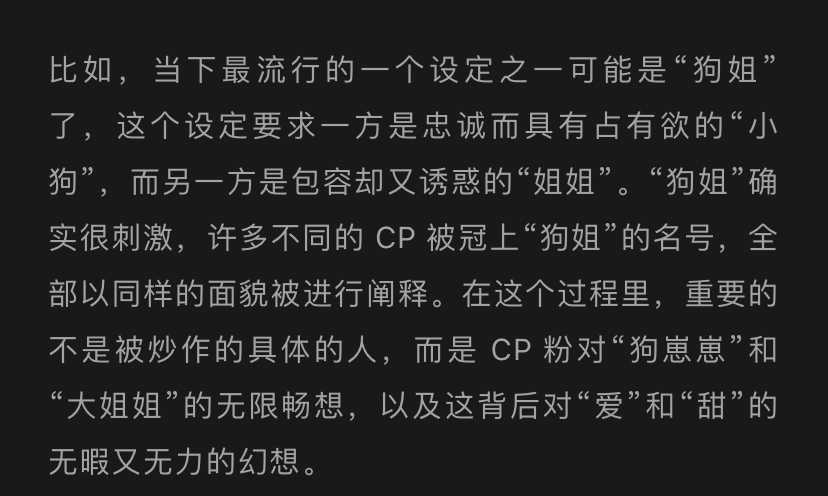 比如，当下最流行的一个设定之一可能是“狗姐”
了，这个设定要求一方是忠诚而具有占有欲的“小
狗”，而另一方是包容却又诱惑的“姐姐”。“狗姐”确
实很刺激，许多不同的 CP 被冠上“狗姐”的名号，全
部以同样的面貌被进行阐释。在这个过程里，重要的
不是被炒作的具体的人，而是 CP 粉对“狗崽崽”和
“大姐姐”的无限畅想，以及这背后对“爱”和“甜”的
无暇又无力的幻想。